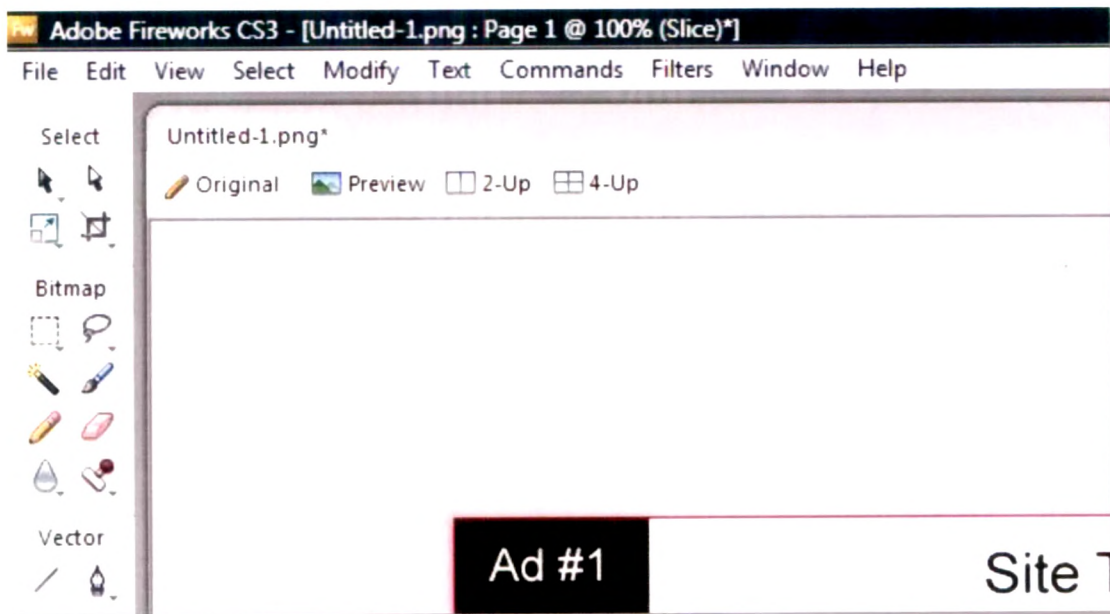 Fw Adobe Fireworks CS3 - [Untitled-1.png : Page 1 @ 100% (Slice)*]
File Edit View Select Modify Text Commands Filters Window Help
Select
Untitled-1.png*
Original Preview 2-Up 4-Up
Bitmap
Vector
Ad #1
Site